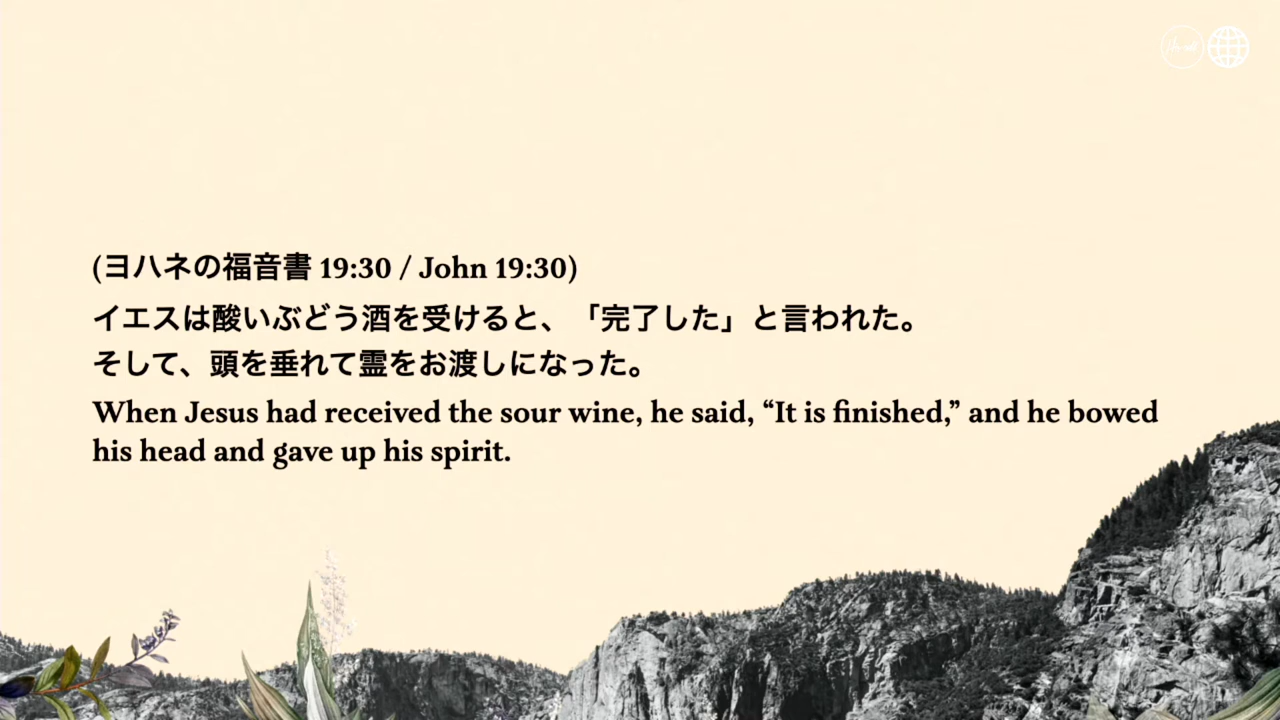 (ヨハネの福音書 19:30 / John 19:30)
イエスは酸いぶどう酒を受けると、「完了した」と言われた。
そして、頭を垂れて霊をお渡しになった。
When Jesus had received the sour wine, he said, “It is finished,” and he bowed
his head and gave up his spirit.